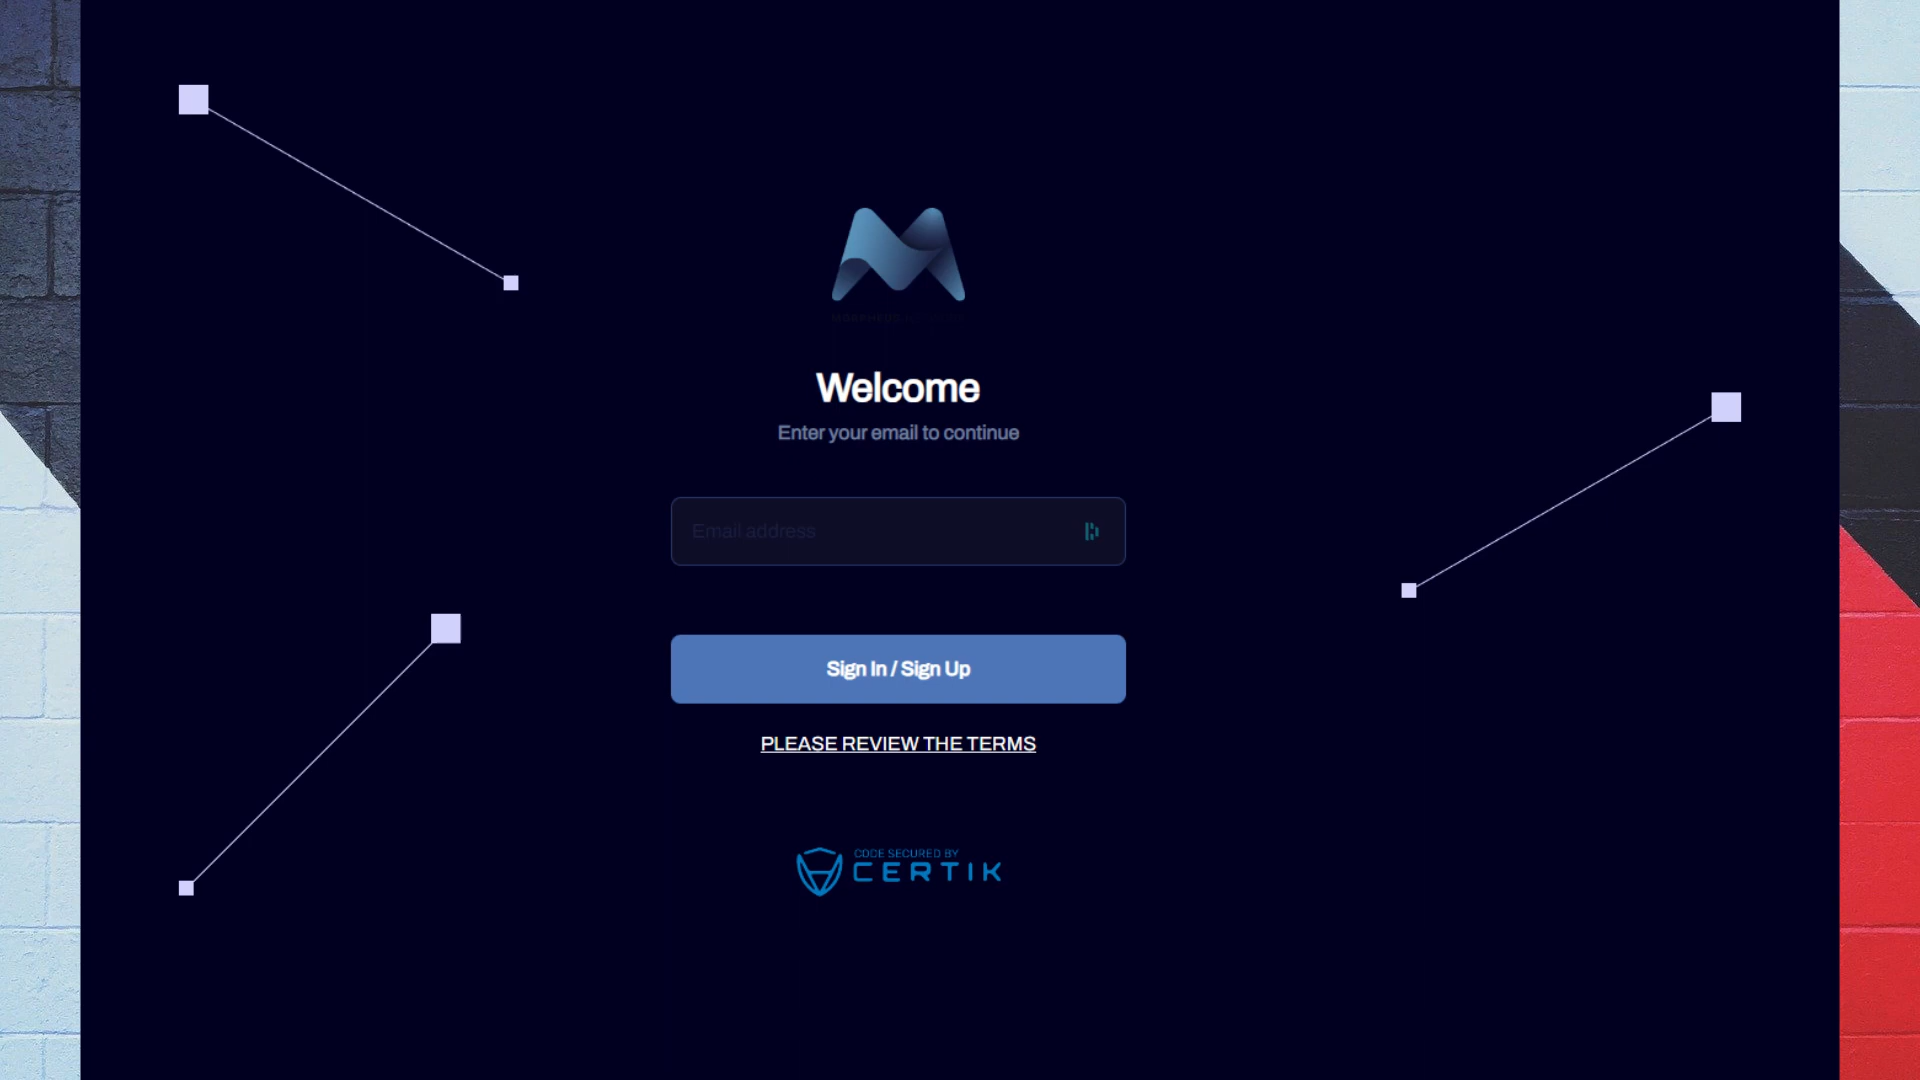 Welcome
Enter your email to continue
Email address
Sign In / Sign Up
PLEASE REVIEW THE TERMS
CODE SECURED BY
CERTIK